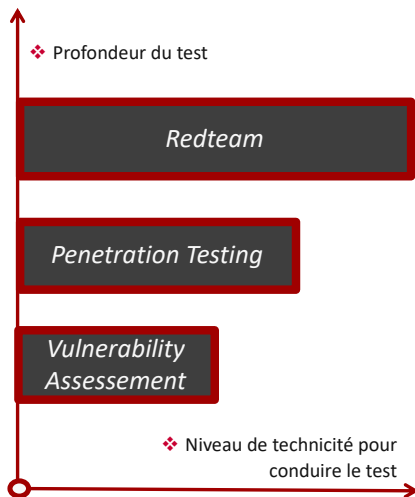 ❖ Profondeur du test
Redteam
Penetration Testing
Vulnerability
Assessement
❖ Niveau de technicité pour
conduire le test